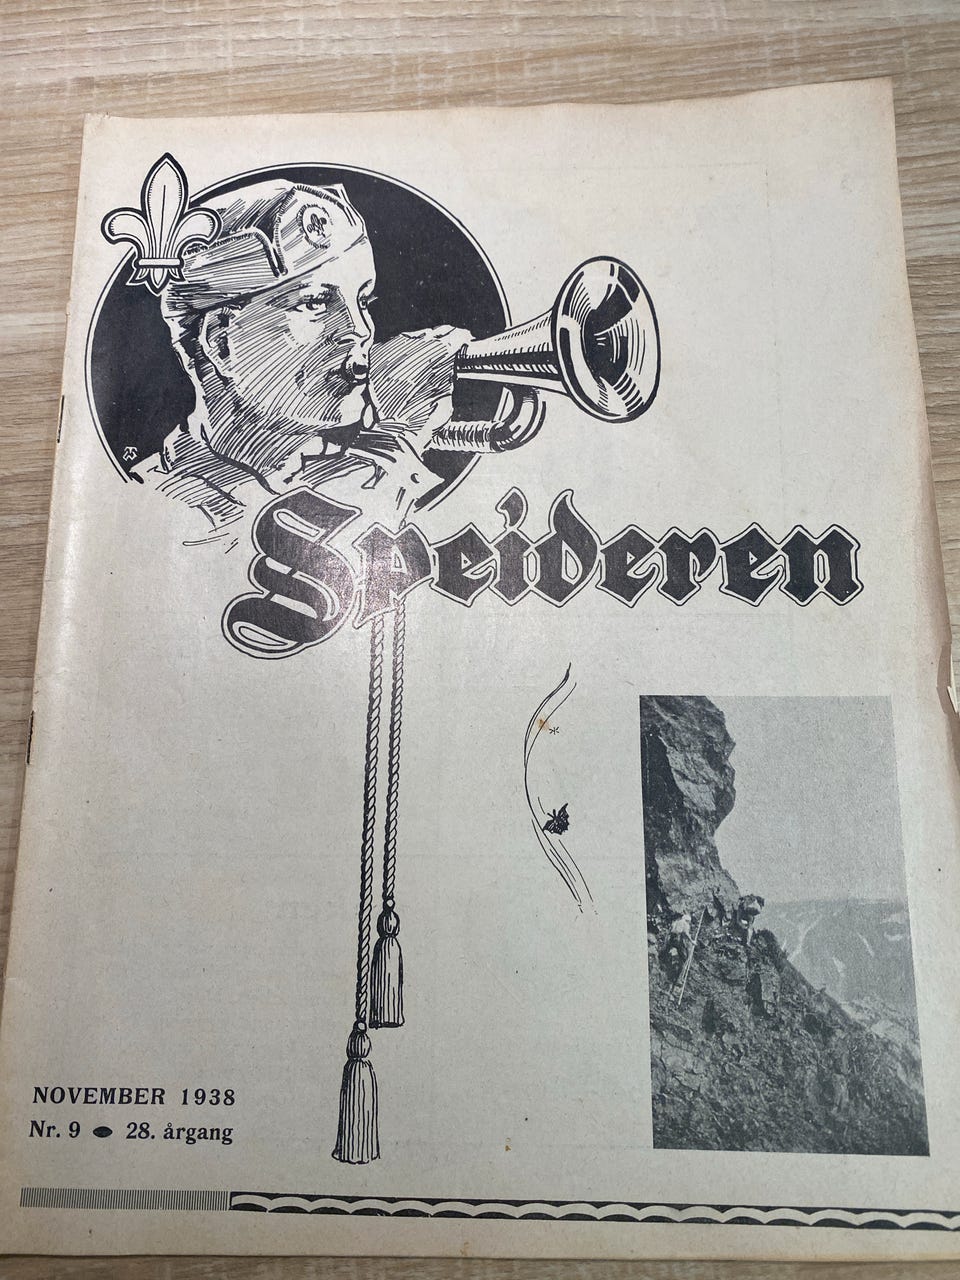 Speideren
NOVEMBER 1938
Nr. 9 ⬬ 28. årgang